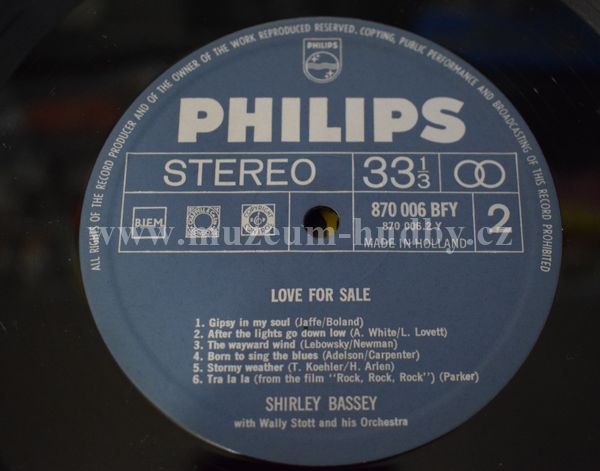 ALL RIGHTS OF THE RECORD PRODUCER AND OF THE OWNER OF THE WORK REPRODUCED RESERVED. COPYING, PUBLIC PERFORMANCE AND BROADCASTING OF THIS RECORD PROHIBITED
PHILIPS
PHILIPS
STEREO 33 1/3
BIEM 870 006 BFY 2
870 006.2 Y
MADE IN HOLLAND
www.muzeum-hudby.cz
LOVE FOR SALE
1. Gipsy in my soul (Jaffe/Boland)
2. After the lights go down low (A. White/L. Lovett)
3. The wayward wind (Lebowsky/Newman)
4. Born to sing the blues (Adelson/Carpenter)
5. Stormy weather (T. Koehler/H. Arlen)
6. Tra la la (from the film "Rock, Rock, Rock") (Parker)
SHIRLEY BASSEY
with Wally Stott and his Orchestra